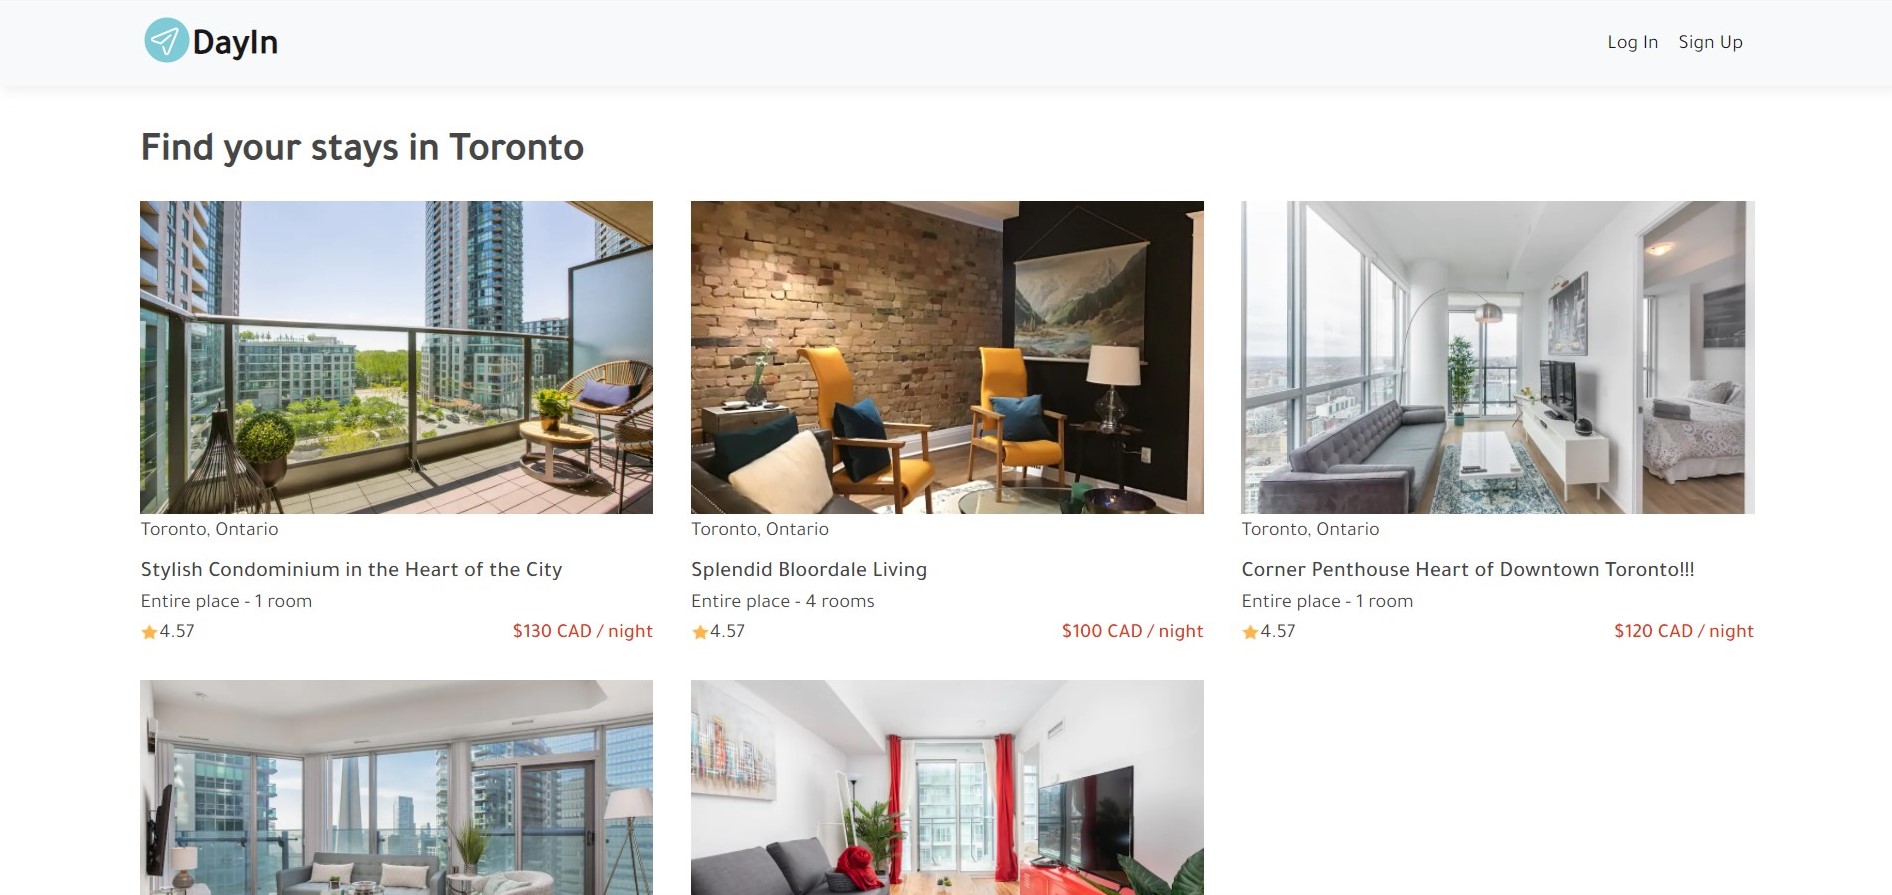 DayIn
Log In Sign Up
Find your stays in Toronto
Toronto, Ontario
Stylish Condominium in the Heart of the City
Entire place - 1 room
4.57 $130 CAD / night
Toronto, Ontario
Splendid Bloordale Living
Entire place - 4 rooms
4.57 $100 CAD / night
Toronto, Ontario
Corner Penthouse Heart of Downtown Toronto!!!
Entire place - 1 room
4.57 $120 CAD / night